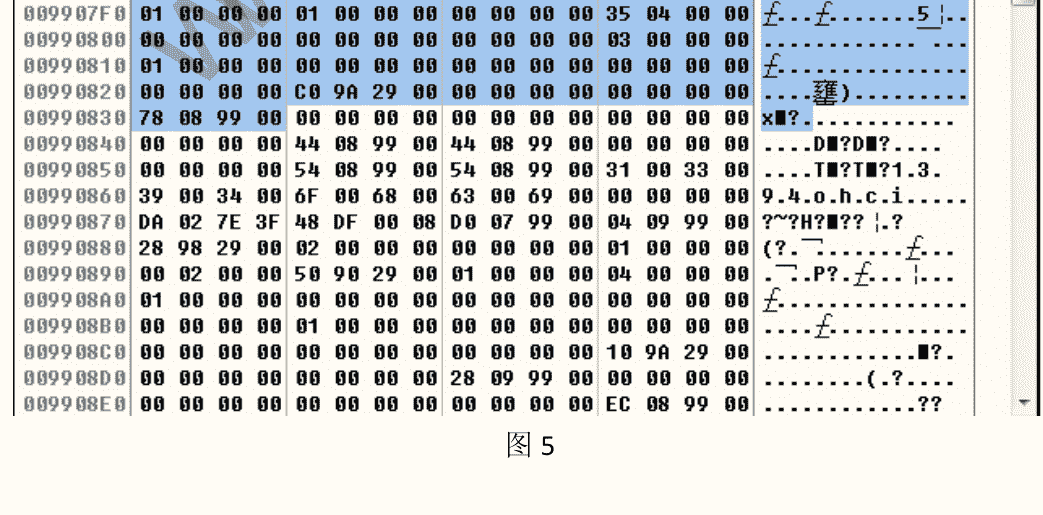 009907F0 01 00 00 00 01 00 00 00 00 00 00 00 35 04 00 00 £...£.......5¦..
00990800 00 00 00 00 00 00 00 00 00 00 00 00 03 00 00 00 ............ ...
00990810 01 00 00 00 00 00 00 00 00 00 00 00 00 00 00 00 £...............
00990820 00 00 00 00 C0 9A 29 00 00 00 00 00 00 00 00 00 ....罋).........
00990830 78 08 99 00 00 00 00 00 00 00 00 00 00 00 00 00 x■?.............
00990840 00 00 00 00 44 08 99 00 44 08 99 00 00 00 00 00 ....D■?D■?....
00990850 00 00 00 00 54 08 99 00 54 08 99 00 31 00 33 00 ....T■?T■?1.3.
00990860 39 00 34 00 6F 00 68 00 63 00 69 00 00 00 00 00 9.4.o.h.c.i.....
00990870 DA 02 7E 3F 48 DF 00 08 D0 07 99 00 04 09 99 00 ?~?H?■?? ¦.?
00990880 28 98 29 00 02 00 00 00 00 00 00 00 01 00 00 00 (?.¬.......£...
00990890 00 02 00 00 50 90 29 00 01 00 00 00 04 00 00 00 .¬..P?.£...¦...
009908A0 01 00 00 00 00 00 00 00 00 00 00 00 00 00 00 00 £...............
009908B0 00 00 00 00 01 00 00 00 00 00 00 00 00 00 00 00 ....£...........
009908C0 00 00 00 00 00 00 00 00 00 00 00 00 10 9A 29 00 ............■?.
009908D0 00 00 00 00 00 00 00 00 28 09 99 00 00 00 00 00 ........(.?....
009908E0 00 00 00 00 00 00 00 00 00 00 00 00 EC 08 99 00 ............??
图 5